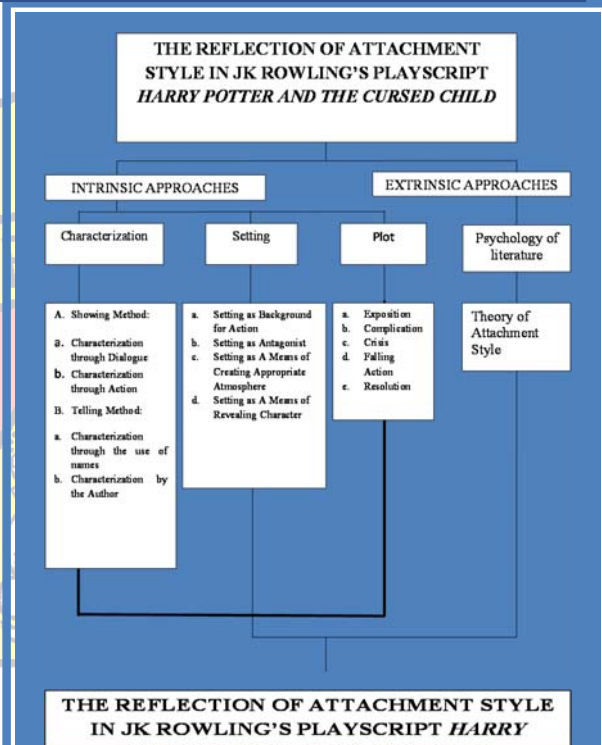 THE REFLECTION OF ATTACHMENT
STYLE IN JK ROWLING'S PLAYSCRIPT
HARRY POTTER AND THE CURSED CHILD
INTRINSIC APPROACHES
EXTRINSIC APPROACHES
Characterization
Setting
Plot
Psychology of
literature
A. Showing Method:
a. Characterization
through Dialogue
b. Characterization
through Action
B. Telling Method:
a. Characterization
through the use of
names
b. Characterization by
the Author
a. Setting as Background
for Action
b. Setting as Antagonist
c. Setting as A Means of
Creating Appropriate
Atmosphere
d. Setting as A Means of
Revealing Character
a. Exposition
b. Complication
c. Crisis
d. Falling
Action
e. Resolution
Theory of
Attachment
Style
THE REFLECTION OF ATTACHMENT STYLE
IN JK ROWLING'S PLAYSCRIPT HARRY